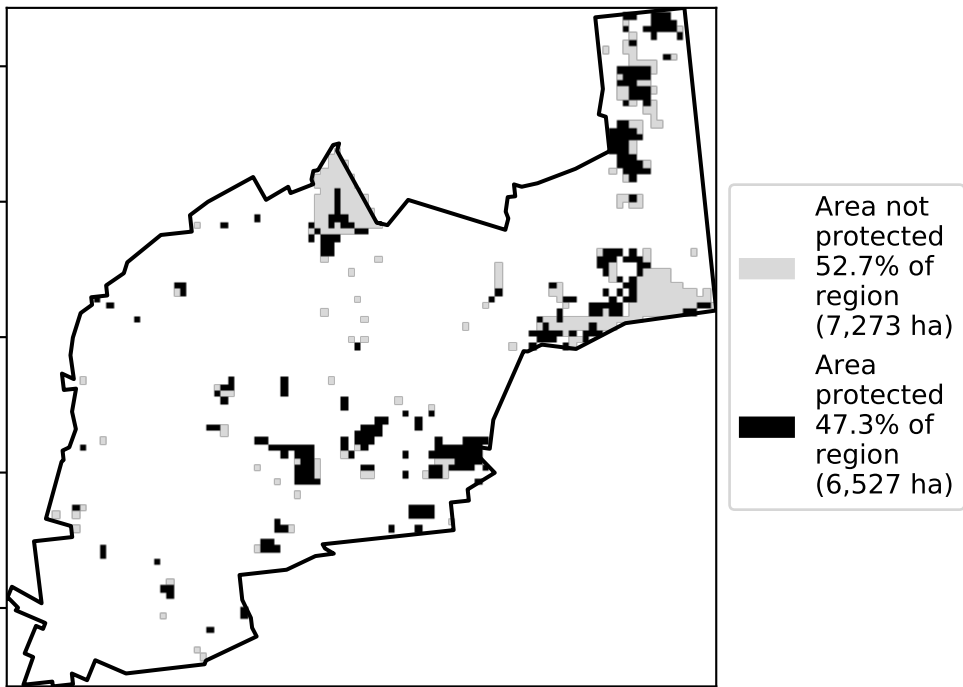 Area not
protected
52.7% of
region
(7,273 ha)
Area
protected
47.3% of
region
(6,527 ha)